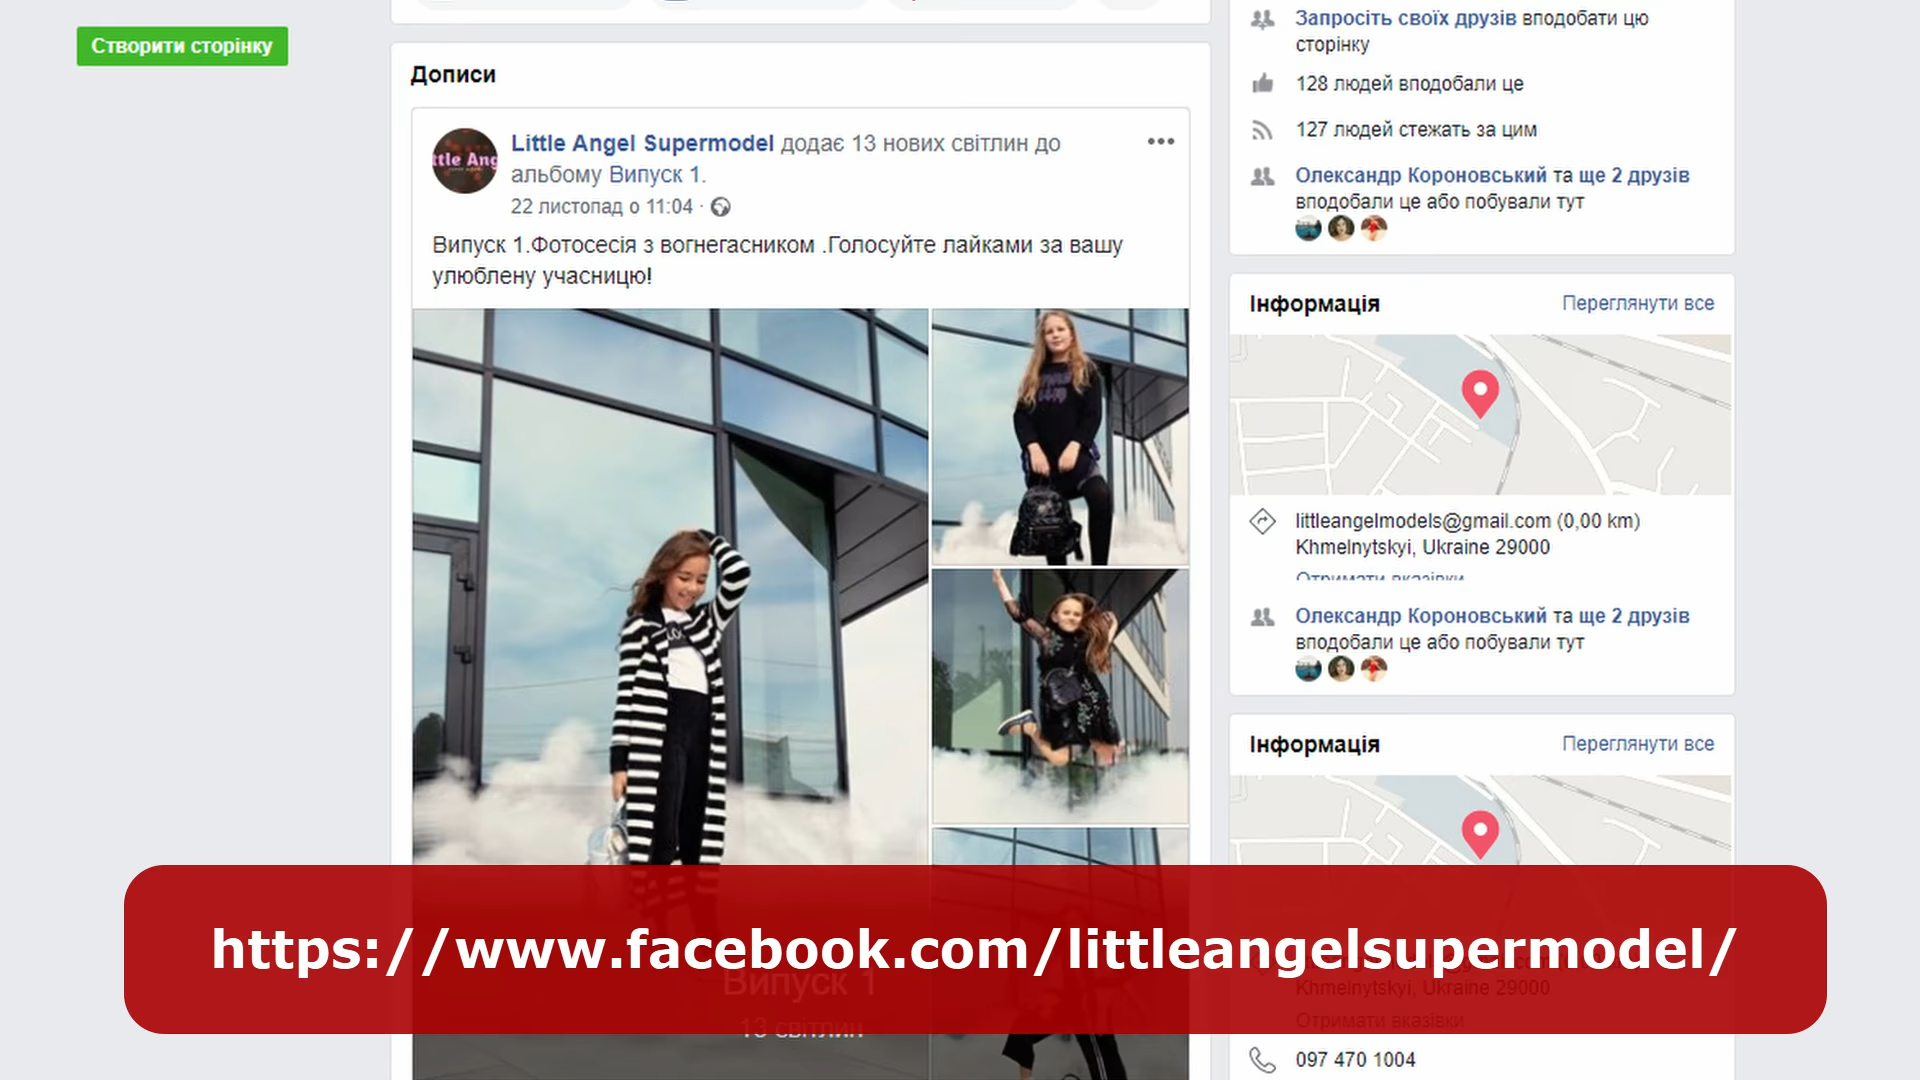 Створити сторінку
Дописи
ttle Ang
Little Angel Supermodel додає 13 нових світлин до
альбому Випуск 1.
22 листопад о 11:04 ·
Випуск 1.Фотосесія з вогнегасником .Голосуйте лайками за вашу
улюблену учасницю!
Випуск 1
13 світлин
Запросіть своїх друзів вподобати цю
сторінку
128 людей вподобали це
127 людей стежать за цим
Олександр Короновський та ще 2 друзів
вподобали це або побували тут
Інформація
Переглянути все
littleangelmodels@gmail.com (0,00 km)
Khmelnytskyi, Ukraine 29000
Отримати вказівки
Олександр Короновський та ще 2 друзів
вподобали це або побували тут
Інформація
Переглянути все
Khmelnytskyi, Ukraine 29000
Отримати вказівки
097 470 1004
https://www.facebook.com/littleangelsupermodel/